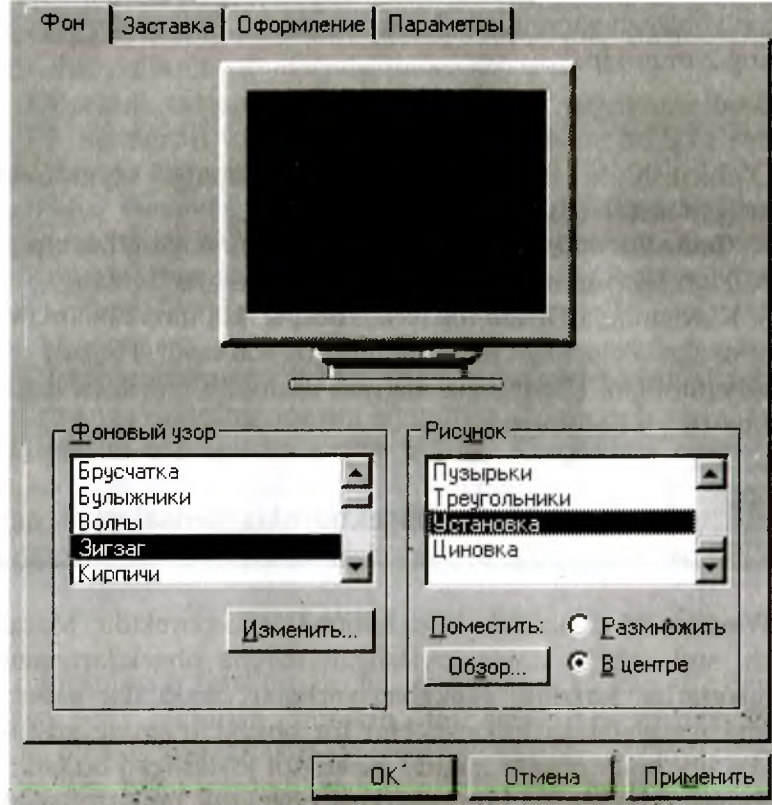 Фон Заставка Оформление Параметры
Фоновый узор
Брусчатка
Булыжники
Волны
Зигзаг
Кирпичи
Изменить...
Рисунок
Пузырьки
Треугольники
Установка
Циновка
Поместить: Размножить
Обзор... В центре
OK Отмена Применить